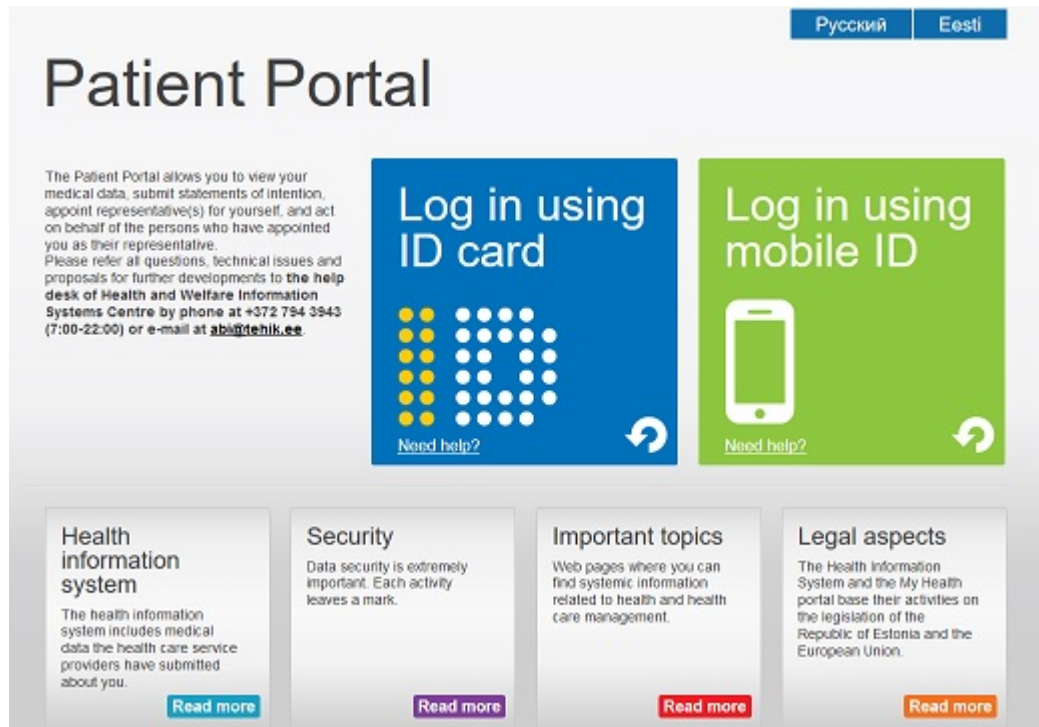 Русский
Eesti
Patient Portal
The Patient Portal allows you to view your
medical data, submit statements of intention,
appoint representative(s) for yourself, and act
on behalf of the persons who have appointed
you as their representative.
Please refer all questions, technical issues and
proposals for further developments to the help
desk of Health and Welfare Information
Systems Centre by phone at +372 794 3943
(7:00-22:00) or e-mail at abi@tehik.ee.
Log in using
ID card
ID
Need help?
Log in using
mobile ID
Need help?
Health
information
system
The health information
system includes medical
data the health care service
providers have submitted
about you.
Read more
Security
Data security is extremely
important. Each activity
leaves a mark.
Read more
Important topics
Web pages where you can
find systemic information
related to health and health
care management.
Read more
Legal aspects
The Health Information
System and the My Health
portal base their activities on
the legislation of the
Republic of Estonia and the
European Union.
Read more